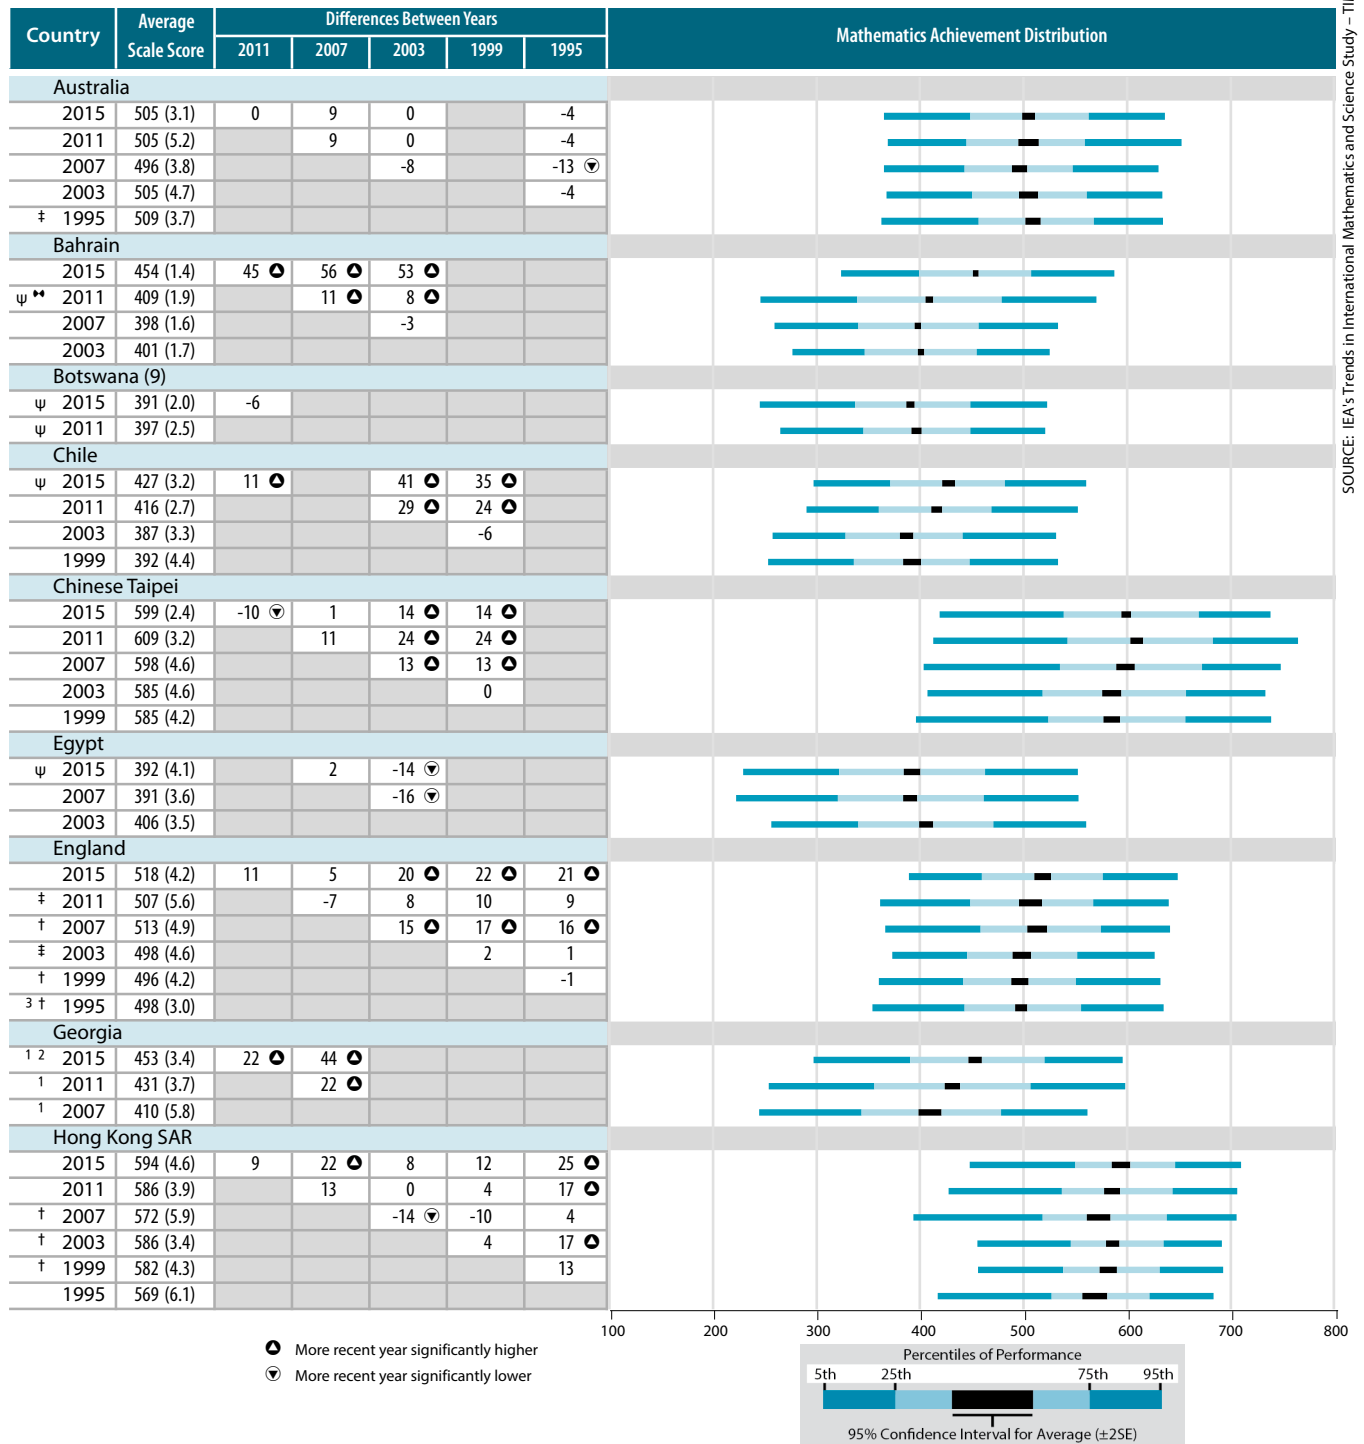 Country Average Scale Score Differences Between Years Mathematics Achievement Distribution
2011 2007 2003 1999 1995
Australia
2015 505 (3.1) 0 9 0 -4
2011 505 (5.2) 9 0 -4
2007 496 (3.8) -8 -13
2003 505 (4.7) -4
‡ 1995 509 (3.7)
Bahrain
2015 454 (1.4) 45 56 53
ψ 2011 409 (1.9) 11 8
2007 398 (1.6) -3
2003 401 (1.7)
Botswana (9)
ψ 2015 391 (2.0) -6
ψ 2011 397 (2.5)
Chile
ψ 2015 427 (3.2) 11 41 35
2011 416 (2.7) 29 24
2003 387 (3.3) -6
1999 392 (4.4)
Chinese Taipei
2015 599 (2.4) -10 1 14 14
2011 609 (3.2) 11 24 24
2007 598 (4.6) 13 13
2003 585 (4.6) 0
1999 585 (4.2)
Egypt
ψ 2015 392 (4.1) 2 -14
2007 391 (3.6) -16
2003 406 (3.5)
England
2015 518 (4.2) 11 5 20 22 21
‡ 2011 507 (5.6) -7 8 10 9
† 2007 513 (4.9) 15 17 16
‡ 2003 498 (4.6) 2 1
† 1999 496 (4.2) -1
3 † 1995 498 (3.0)
Georgia
1 2 2015 453 (3.4) 22 44
1 2011 431 (3.7) 22
1 2007 410 (5.8)
Hong Kong SAR
2015 594 (4.6) 9 22 8 12 25
2011 586 (3.9) 13 0 4 17
† 2007 572 (5.9) -14 -10 4
† 2003 586 (3.4) 4 17
† 1999 582 (4.3) 13
1995 569 (6.1)
100 200 300 400 500 600 700 800
More recent year significantly higher
More recent year significantly lower
Percentiles of Performance
5th 25th 75th 95th
95% Confidence Interval for Average (±2SE)
SOURCE: IEA's Trends in International Mathematics and Science Study –